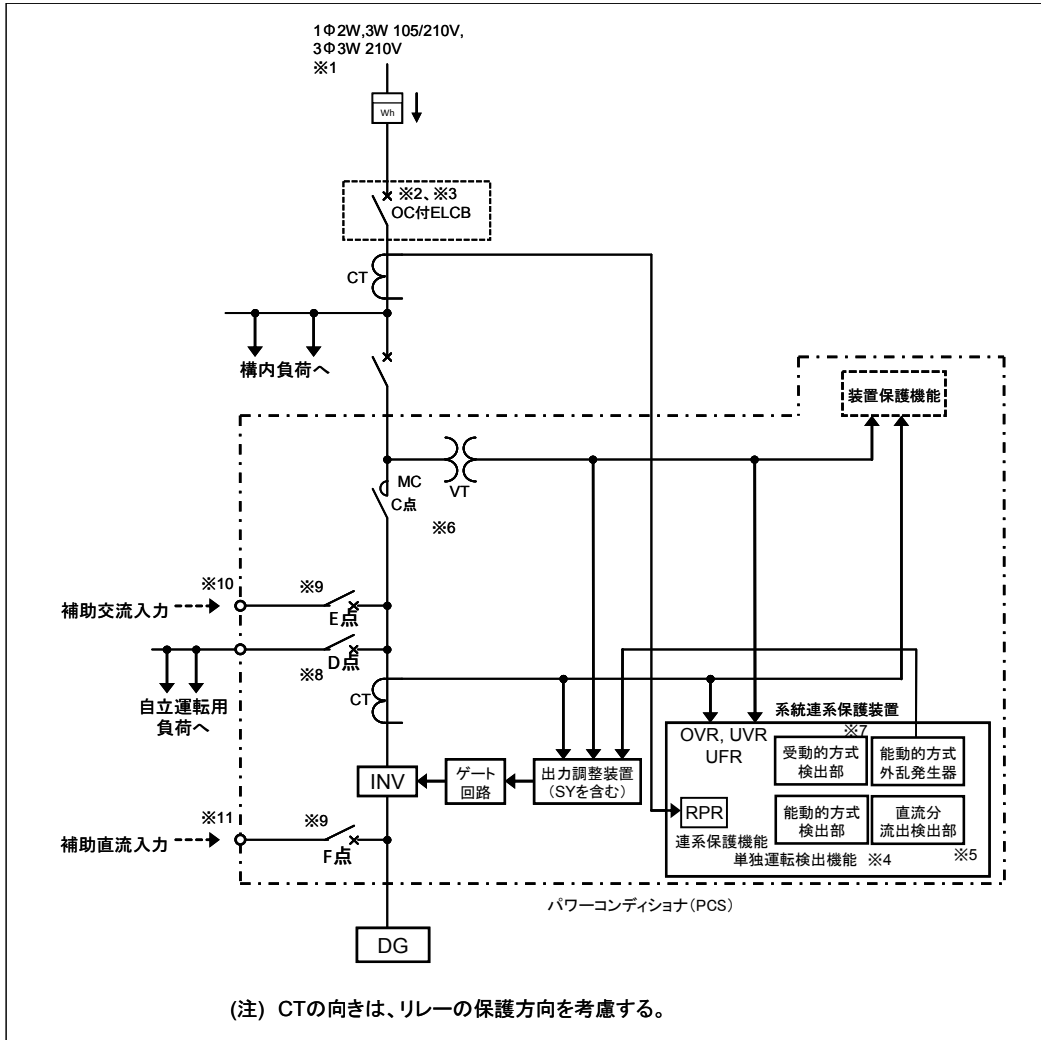 1Φ2W,3W 105/210V,
3Φ3W 210V
※1
Wh
※2、※3
OC付ELCB
CT
構内負荷へ
装置保護機能
MC
C点
VT
※6
※10
※9
補助交流入力
E点
D点
※8
自立運転用
負荷へ
CT
系統連系保護装置
※7
OVR, UVR
UFR
受動的方式
検出部
能動的方式
外乱発生器
INV
ゲート
回路
出力調整装置
(SYを含む)
RPR
連系保護機能
能動的方式
検出部
直流分
流出検出部
単独運転検出機能 ※4
※5
※11
※9
補助直流入力
F点
パワーコンディショナ(PCS)
DG
(注) CTの向きは、リレーの保護方向を考慮する。